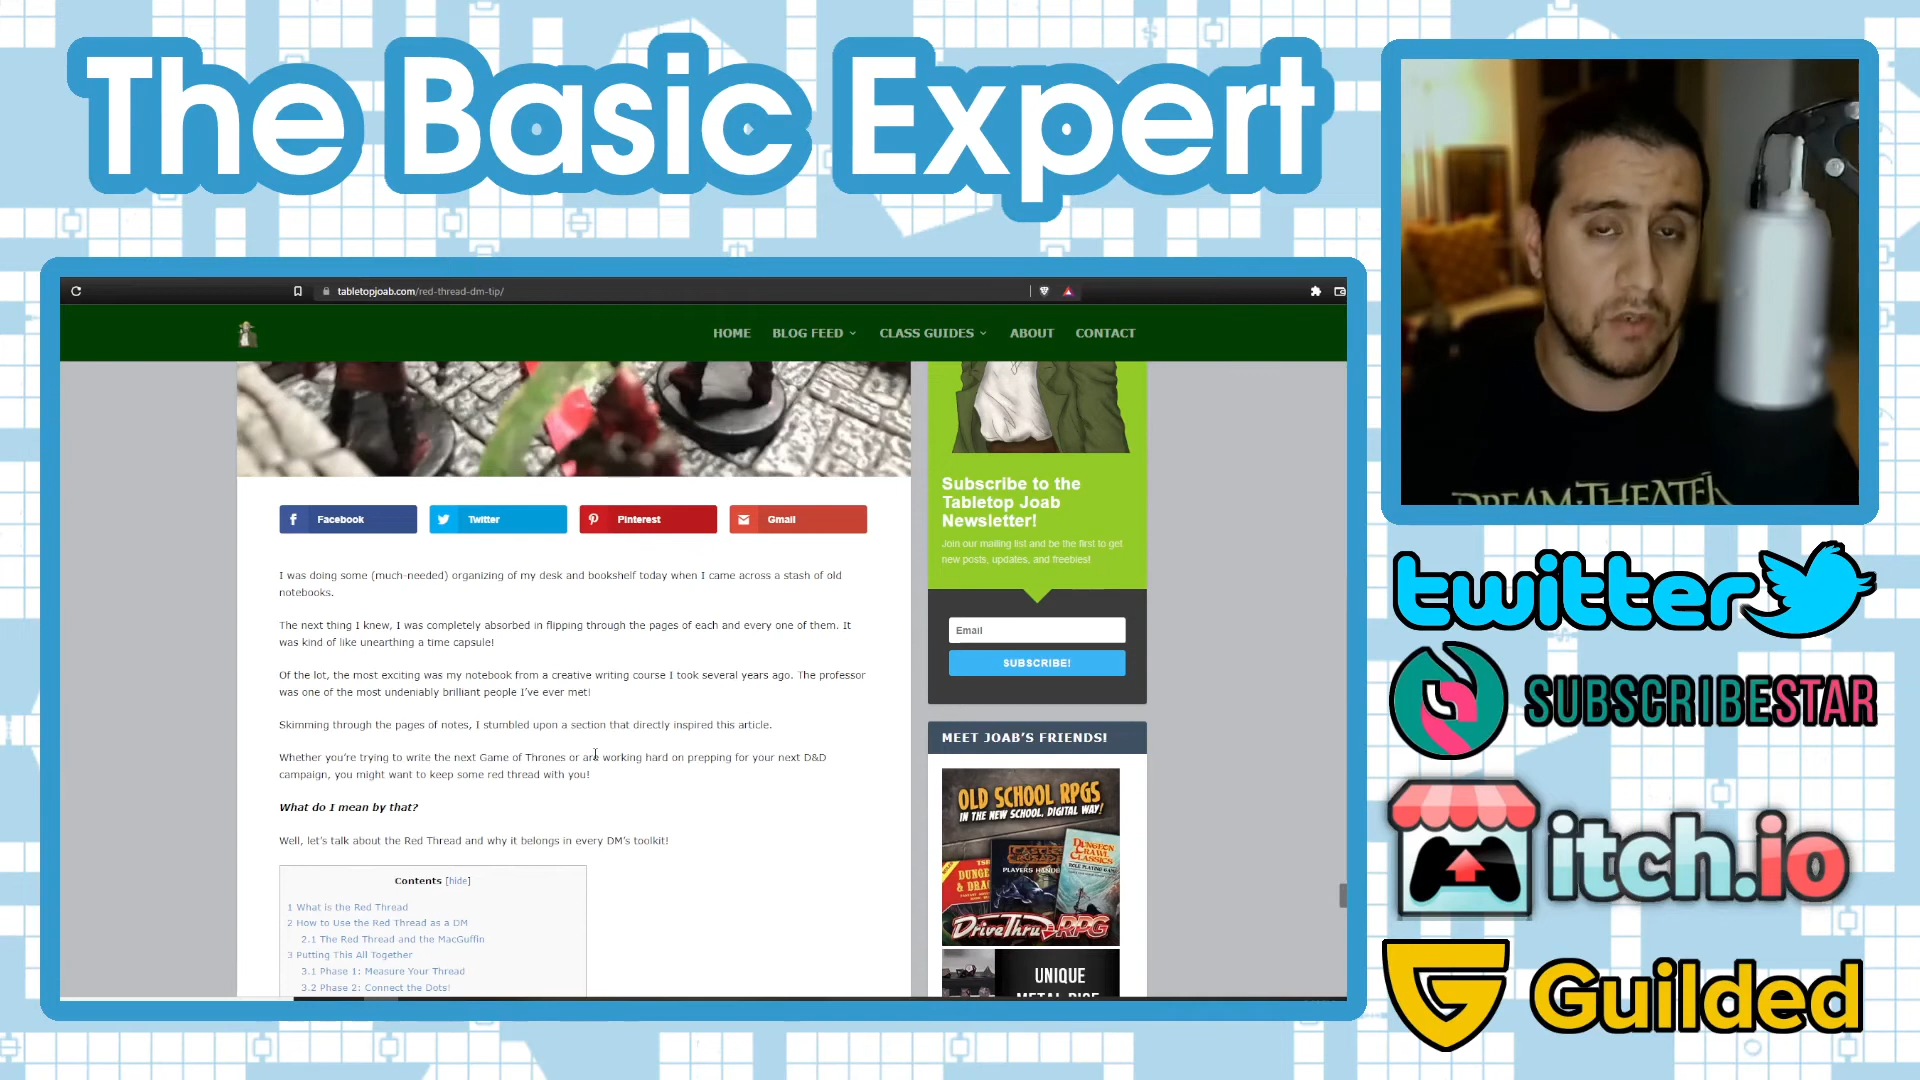 The Basic Expert
tabletopjoab.com/red-thread-dm-tip/
HOME BLOG FEED CLASS GUIDES ABOUT CONTACT
Facebook Twitter Pinterest Gmail
I was doing some (much-needed) organizing of my desk and bookshelf today when I came across a stash of old
notebooks.
The next thing I knew, I was completely absorbed in flipping through the pages of each and every one of them. It
was kind of like unearthing a time capsule!
Of the lot, the most exciting was my notebook from a creative writing course I took several years ago. The professor
was one of the most undeniably brilliant people I've ever met!
Skimming through the pages of notes, I stumbled upon a section that directly inspired this article.
Whether you're trying to write the next Game of Thrones or are working hard on prepping for your next D&D
campaign, you might want to keep some red thread with you!
What do I mean by that?
Well, let's talk about the Red Thread and why it belongs in every DM's toolkit!
Contents [hide]
1 What is the Red Thread
2 How to Use the Red Thread as a DM
2.1 The Red Thread and the MacGuffin
3 Putting This All Together
3.1 Phase 1: Measure Your Thread
3.2 Phase 2: Connect the Dots!
Subscribe to the
Tabletop Joab
Newsletter!
Join our mailing list and be the first to get
new posts, updates, and freebies!
Email
SUBSCRIBE!
MEET JOAB'S FRIENDS!
OLD SCHOOL RPGS
IN THE NEW SCHOOL, DIGITAL WAY!
DUNGEON
CRAWL
CLASSICS
PLAYERS
DriveThruRPG
UNIQUE
DREAM THEATER
twitter
SUBSCRIBESTAR
itch.io
Guilded